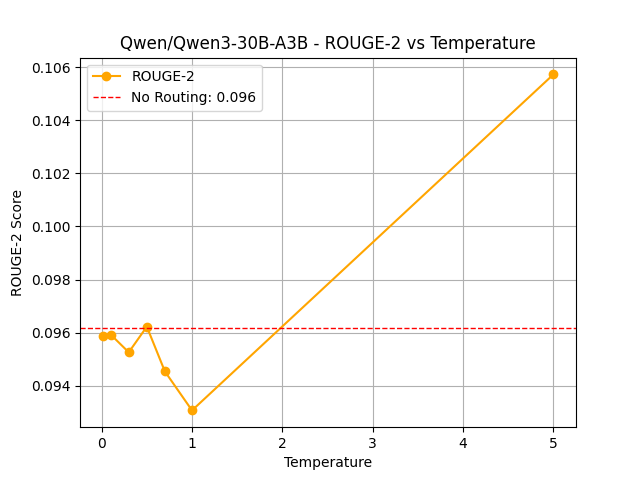 Qwen/Qwen3-30B-A3B - ROUGE-2 vs Temperature
ROUGE-2
No Routing: 0.096
ROUGE-2 Score
0.106
0.104
0.102
0.100
0.098
0.096
0.094
0 1 2 3 4 5
Temperature